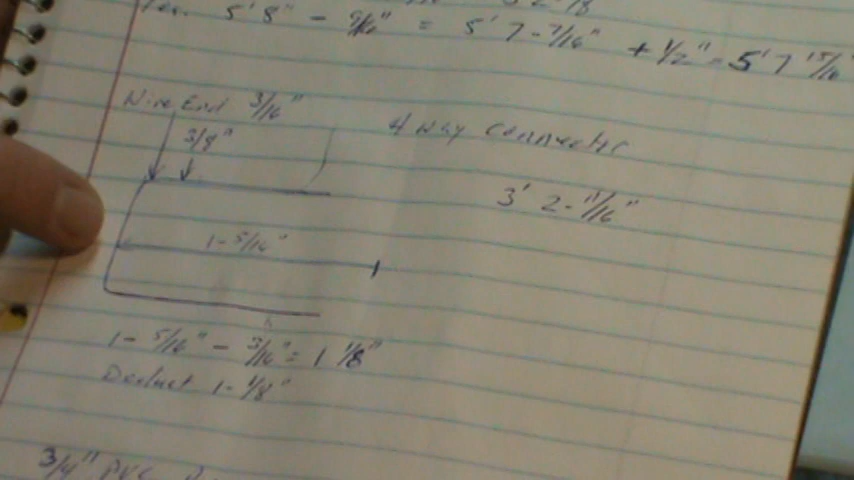 5' 8" - 9/16" = 5' 7-7/16" + 1/2" = 5' 7 15/16"
Wire End 3/16"
3/8"
4 way connector
3' 2-11/16"
1-5/16"
1-5/16" - 3/16" = 1 1/8"
Deduct 1-1/8"
3/4" PVC